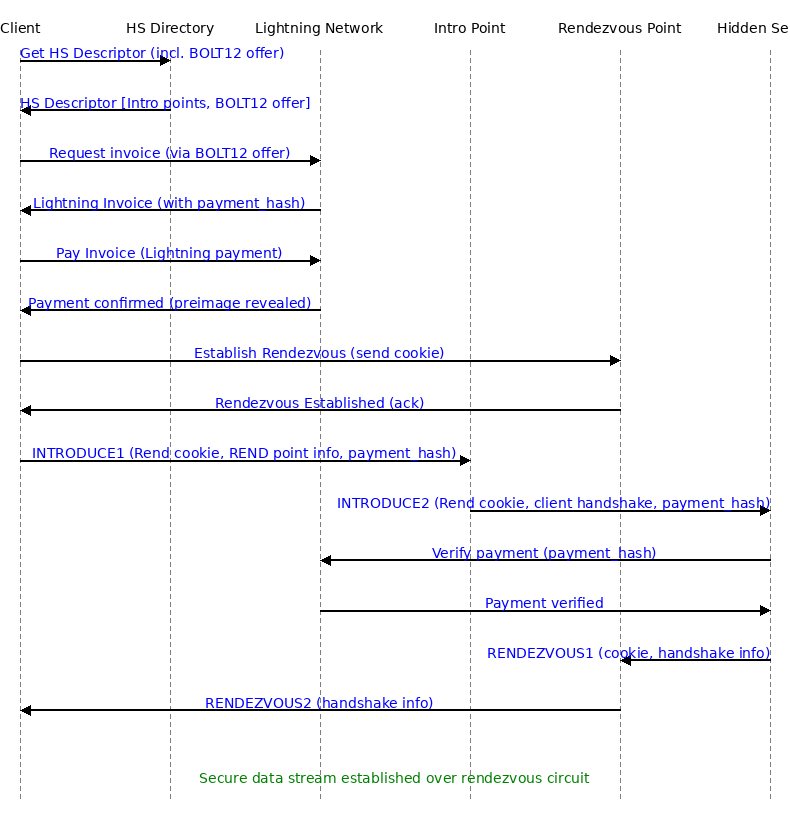 Client HS Directory Lightning Network Intro Point Rendezvous Point Hidden Se
Get HS Descriptor (incl. BOLT12 offer)
HS Descriptor [Intro points, BOLT12 offer]
Request invoice (via BOLT12 offer)
Lightning Invoice (with payment_hash)
Pay Invoice (Lightning payment)
Payment confirmed (preimage revealed)
Establish Rendezvous (send cookie)
Rendezvous Established (ack)
INTRODUCE1 (Rend cookie, REND point info, payment_hash)
INTRODUCE2 (Rend cookie, client handshake, payment_hash)
Verify payment (payment_hash)
Payment verified
RENDEZVOUS1 (cookie, handshake info)
RENDEZVOUS2 (handshake info)
Secure data stream established over rendezvous circuit